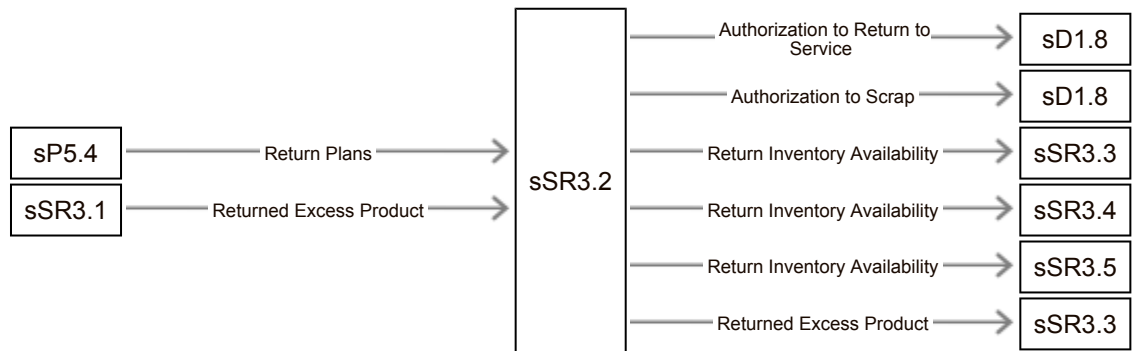 Authorization to Return to
Service
sD1.8
Authorization to Scrap
sD1.8
sP5.4
Return Plans
sSR3.2
Return Inventory Availability
sSR3.3
sSR3.1
Returned Excess Product
Return Inventory Availability
sSR3.4
Return Inventory Availability
sSR3.5
Returned Excess Product
sSR3.3